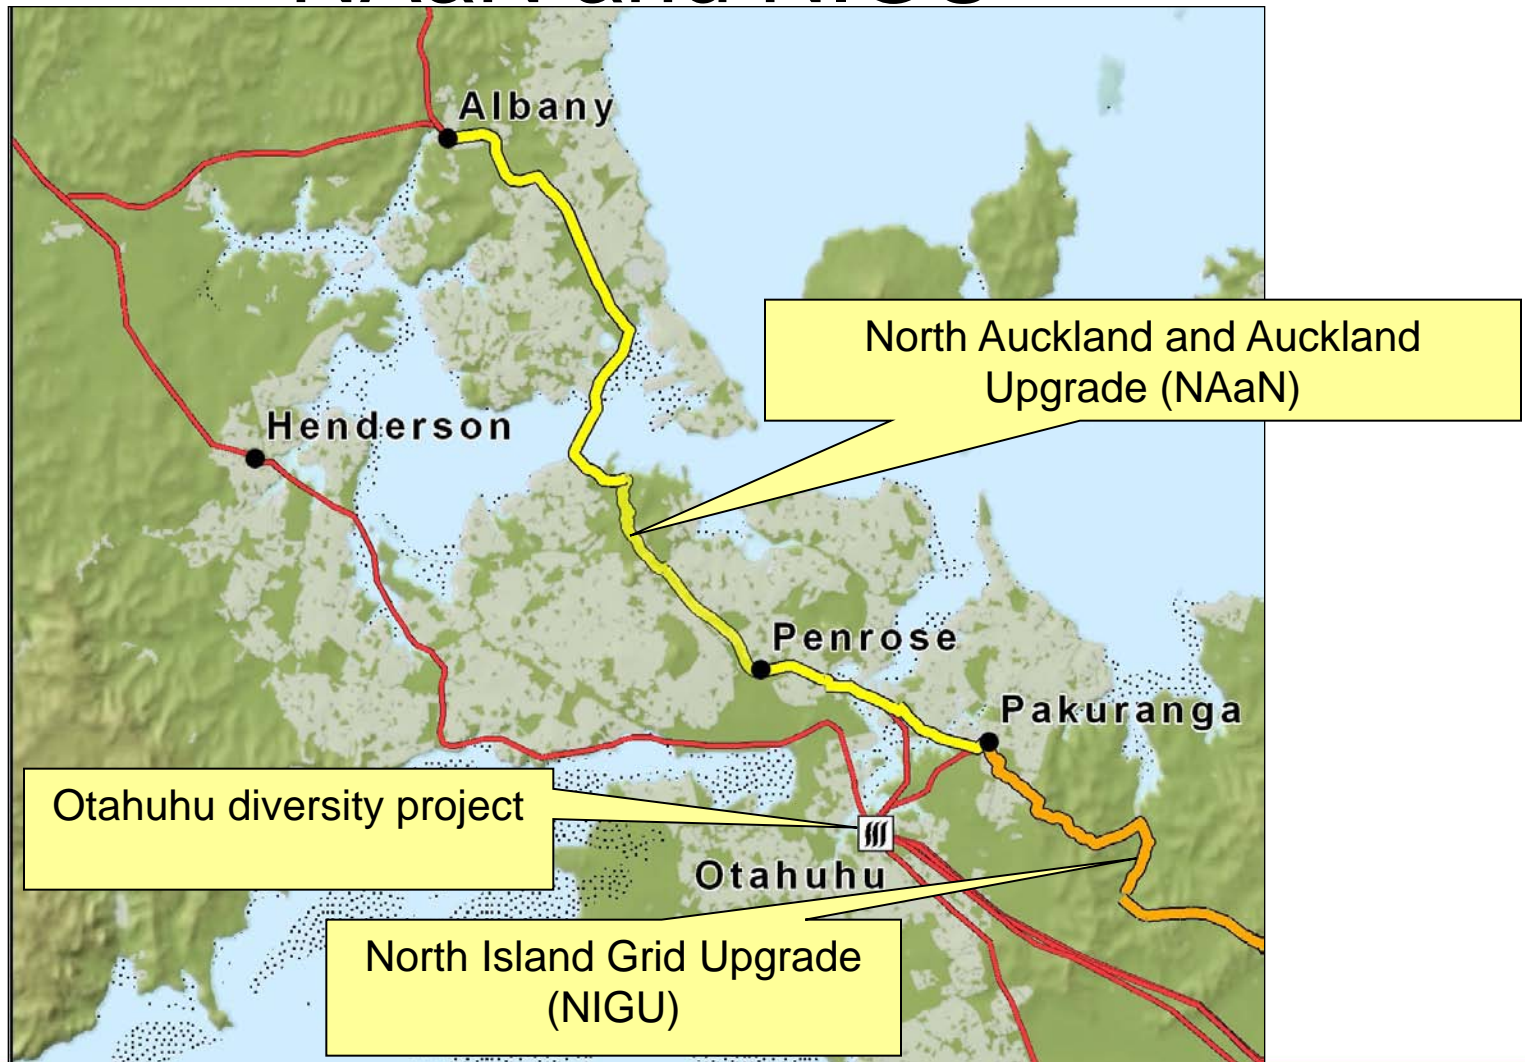 Albany
North Auckland and Auckland
Upgrade (NAaN)
Henderson
Penrose
Pakuranga
Otahuhu diversity project
Otahuhu
North Island Grid Upgrade
(NIGU)